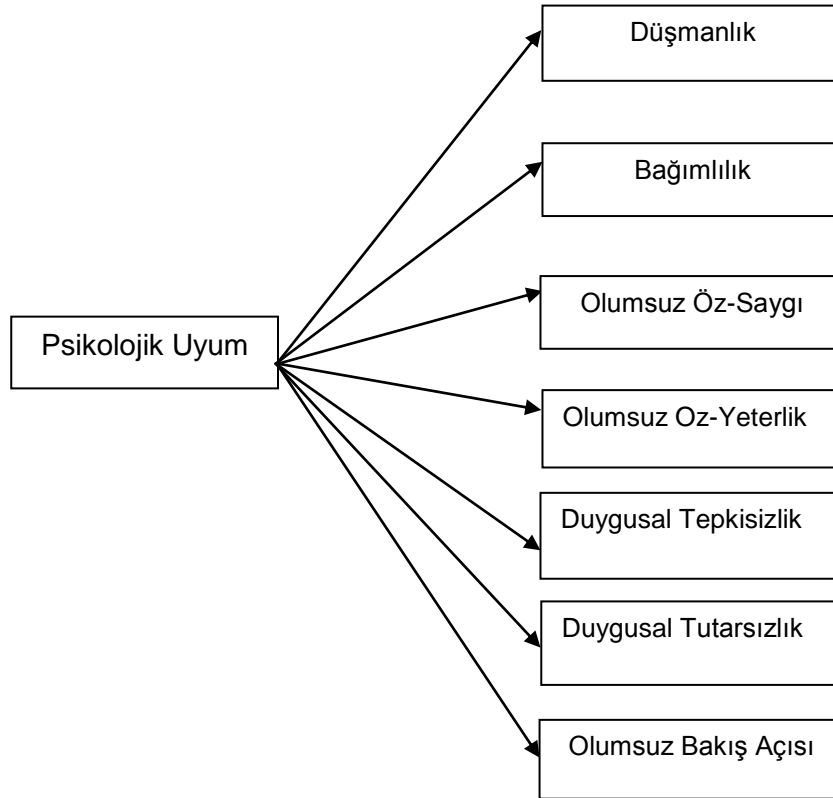 Düşmanlık
Bağımlılık
Olumsuz Öz-Saygı
Psikolojik Uyum
Olumsuz Oz-Yeterlik
Duygusal Tepkisizlik
Duygusal Tutarsızlık
Olumsuz Bakış Açısı